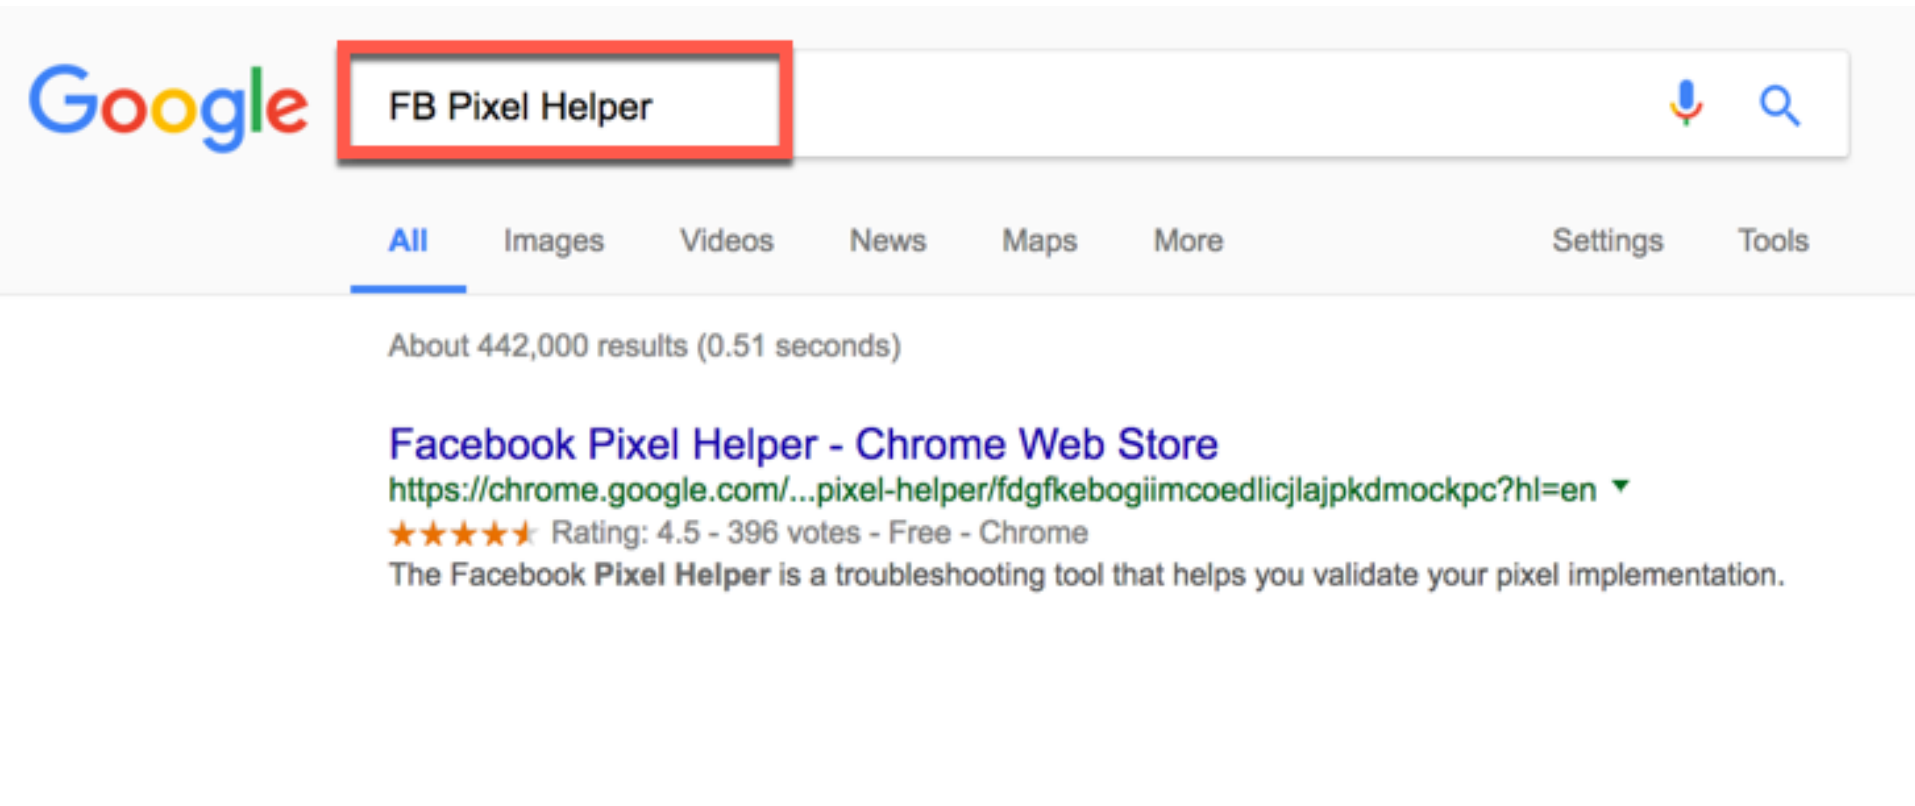 Google
FB Pixel Helper
All Images Videos News Maps More Settings Tools
About 442,000 results (0.51 seconds)
Facebook Pixel Helper - Chrome Web Store
https://chrome.google.com/...pixel-helper/fdgfkebogiimcoedlicjlajpkdmockpc?hl=en
Rating: 4.5 - 396 votes - Free - Chrome
The Facebook Pixel Helper is a troubleshooting tool that helps you validate your pixel implementation.